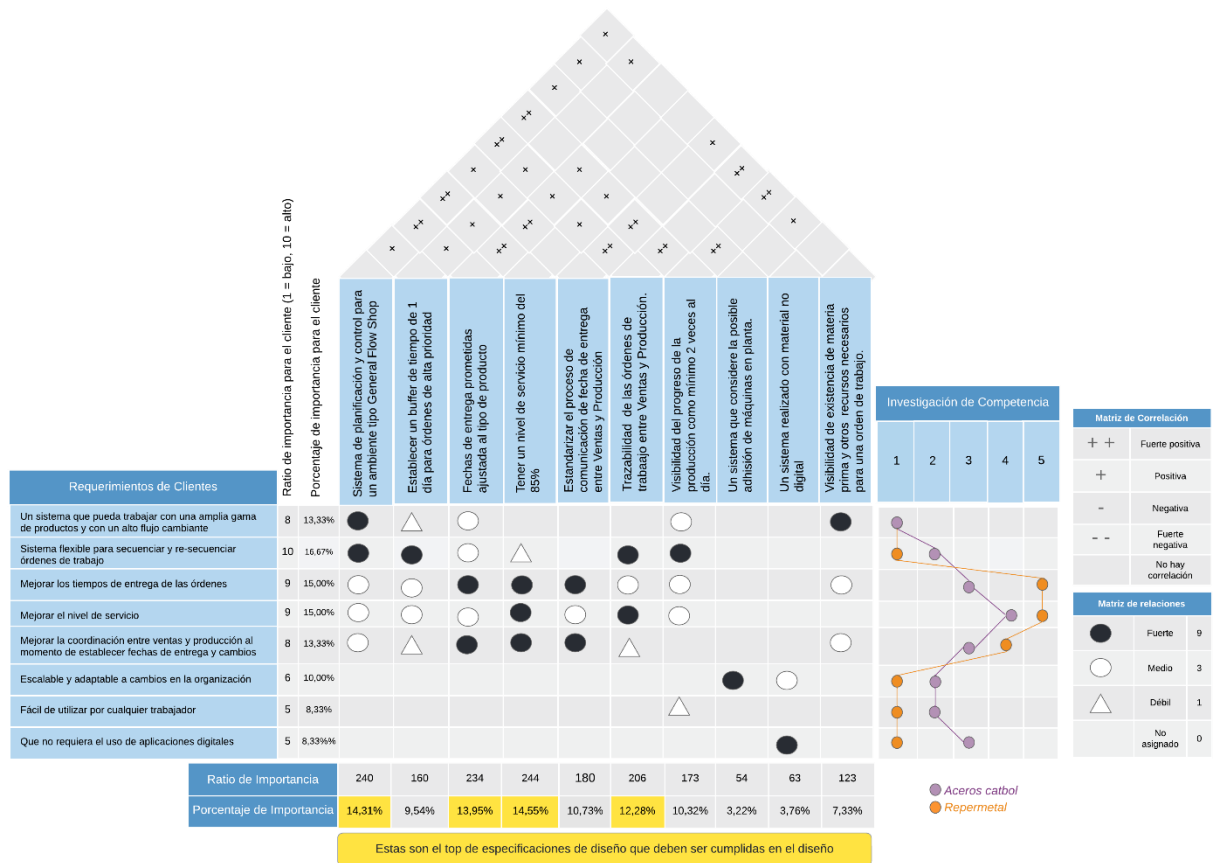 Ratio de importancia para el cliente (1 = bajo, 10 = alto)
Porcentaje de importancia para el cliente
Sistema de planificación y control para
un ambiente tipo General Flow Shop
Establecer un buffer de tiempo de 1
día para órdenes de alta prioridad
Fechas de entrega prometidas
ajustada al tipo de producto
Tener un nivel de servicio mínimo del
85%
Estandarizar el proceso de
comunicación de fecha de entrega
entre Ventas y Producción
Trazabilidad de las órdenes de
trabaajo entre Ventas y Producción.
Visibilidad del progreso de la
producción como mínimo 2 veces al
día.
Un sistema que considere la posible
adhisión de máquinas en planta.
Un sistema realizado con material no
digital
Visibilidad de existencia de materia
prima y otros recursos necesarios
para una orden de trabajo.
Investigación de Competencia
1 2 3 4 5
Matriz de Correlación
+ + Fuerte positiva
+ Positiva
- Negativa
- - Fuerte
negativa
No hay
correlación
Matriz de relaciones
Fuerte 9
Medio 3
Débil 1
No
asignado 0
Requerimientos de Clientes
Un sistema que pueda trabajar con una amplia gama
de productos y con un alto flujo cambiante
8 13,33%
Sistema flexible para secuenciar y re-secuenciar
órdenes de trabajo
10 16,67%
Mejorar los tiempos de entrega de las órdenes 9 15,00%
Mejorar el nivel de servicio 9 15,00%
Mejorar la coordinación entre ventas y producción al
momento de establecer fechas de entrega y cambios
8 13,33%
Escalable y adaptable a cambios en la organización 6 10,00%
Fácil de utilizar por cualquier trabajador 5 8,33%
Que no requiera el uso de aplicaciones digitales 5 8,33%%
Ratio de Importancia 240 160 234 244 180 206 173 54 63 123
Porcentaje de Importancia 14,31% 9,54% 13,95% 14,55% 10,73% 12,28% 10,32% 3,22% 3,76% 7,33%
Aceros catbol
Repermetal
Estas son el top de especificaciones de diseño que deben ser cumplidas en el diseño